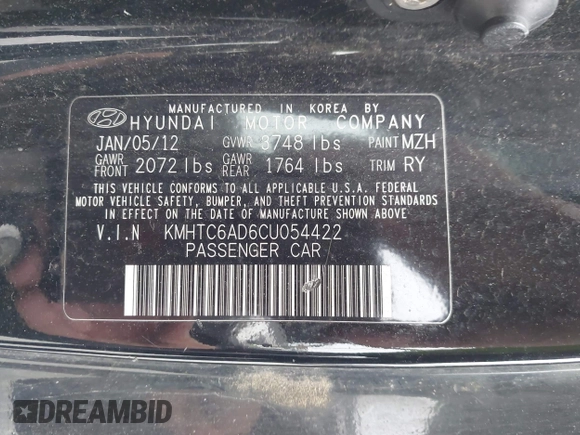 MANUFACTURED IN KOREA BY
HYUNDAI MOTOR COMPANY
JAN/05/12 GVWR 3748 lbs PAINT MZH
GAWR FRONT 2072 lbs GAWR REAR 1764 lbs TRIM RY
THIS VEHICLE CONFORMS TO ALL APPLICABLE U.S.A. FEDERAL
MOTOR VEHICLE SAFETY, BUMPER, AND THEFT PREVENTION STANDARDS
IN EFFECT ON THE DATE OF MANUFACTURE SHOWN ABOVE.
V.I.N KMHTC6AD6CU054422
PASSENGER CAR
DREAMBID